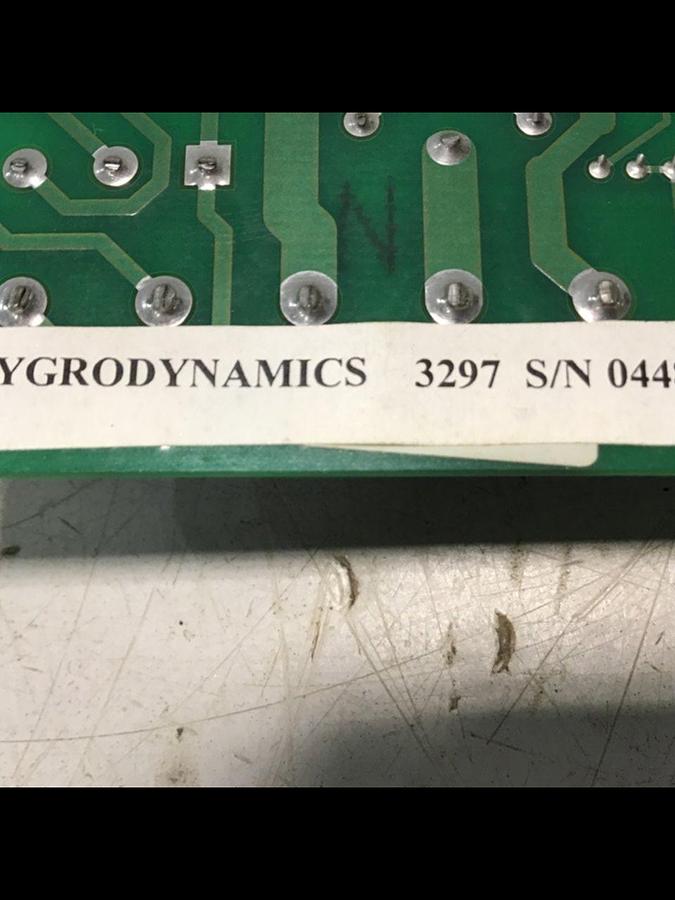 N
YGRODYNAMICS 3297 S/N 044